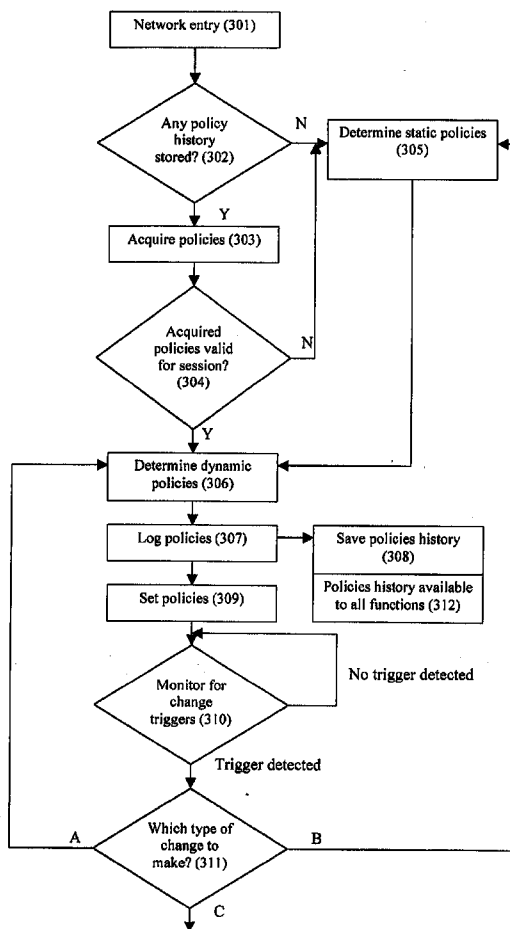 Network entry (301)
Any policy
history
stored? (302)
N
Determine static policies
(305)
Y
Acquire policies (303)
Acquired
policies valid
for session?
(304)
N
Y
Determine dynamic
policies (306)
Log policies (307)
Save policies history
(308)
Policies history available
to all functions (312)
Set policies (309)
No trigger detected
Monitor for
change
triggers (310)
Trigger detected
A
Which type of
change to
make? (311)
B
C